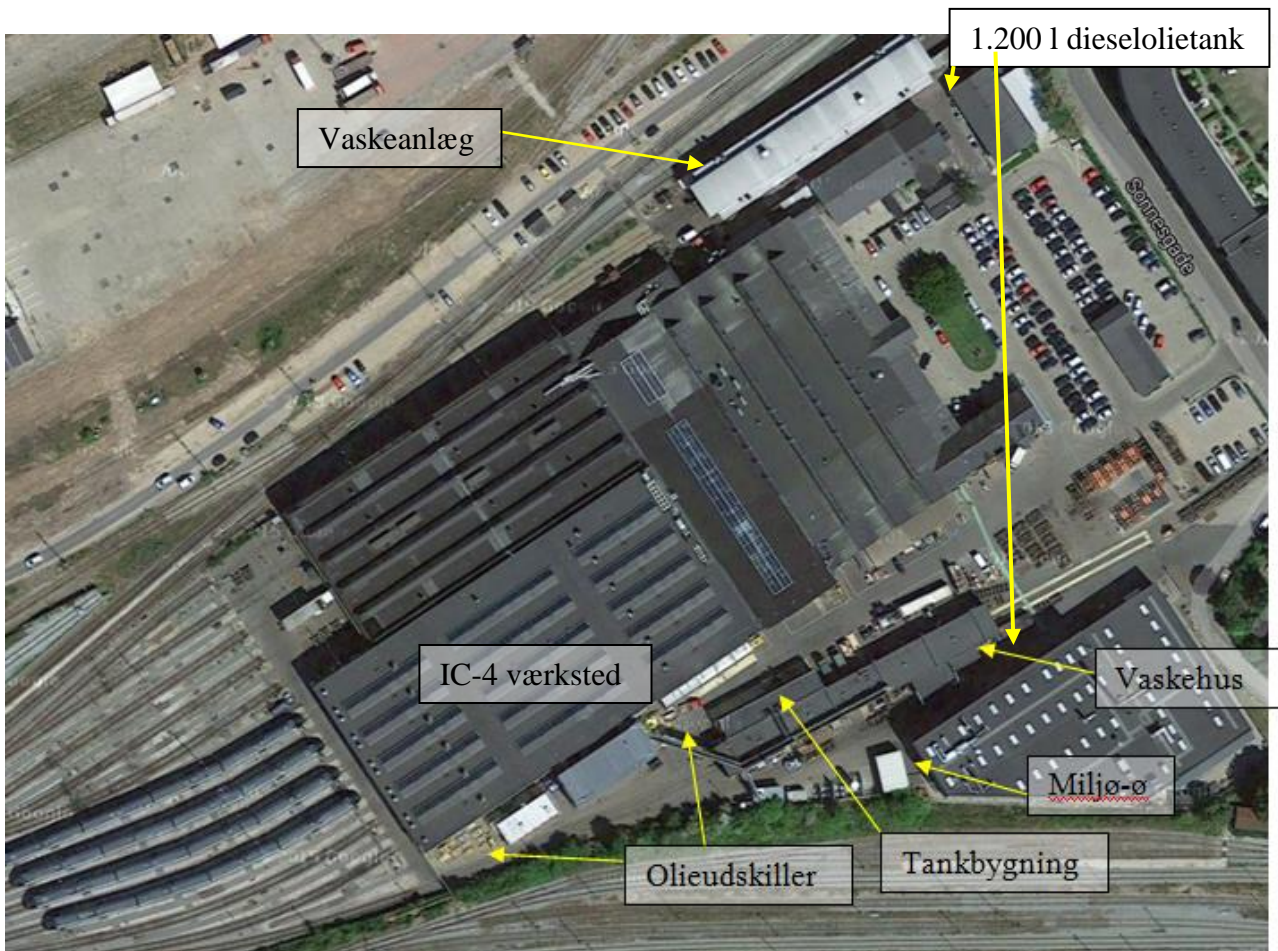 1.200 l dieselolietank
Vaskeanlæg
Sonnesgade
IC-4 værksted
Vaskehus
Miljø-ø
Tankbygning
Olieudskiller